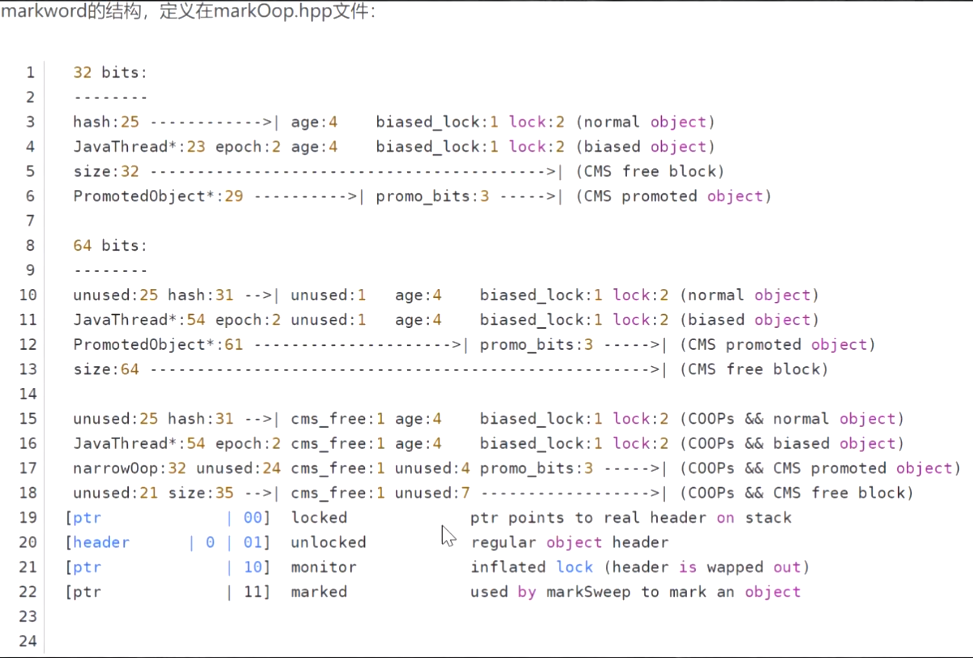 markword的结构，定义在markOop.hpp文件：
1 32 bits:
2 --------
3 hash:25 ------------>| age:4    biased_lock:1 lock:2 (normal object)
4 JavaThread*:23 epoch:2 age:4    biased_lock:1 lock:2 (biased object)
5 size:32 ------------------------------------------>| (CMS free block)
6 PromotedObject*:29 ---------->| promo_bits:3 ----->| (CMS promoted object)
7
8 64 bits:
9 --------
10 unused:25 hash:31 -->| unused:1   age:4    biased_lock:1 lock:2 (normal object)
11 JavaThread*:54 epoch:2 unused:1   age:4    biased_lock:1 lock:2 (biased object)
12 PromotedObject*:61 --------------------->| promo_bits:3 ----->| (CMS promoted object)
13 size:64 ----------------------------------------------------->| (CMS free block)
14
15 unused:25 hash:31 -->| cms_free:1 age:4    biased_lock:1 lock:2 (COOPs && normal object)
16 JavaThread*:54 epoch:2 cms_free:1 age:4    biased_lock:1 lock:2 (COOPs && biased object)
17 narrowOop:32 unused:24 cms_free:1 unused:4 promo_bits:3 ----->| (COOPs && CMS promoted object)
18 unused:21 size:35 -->| cms_free:1 unused:7 ------------------>| (COOPs && CMS free block)
19 [ptr             | 00]  locked             ptr points to real header on stack
20 [header      | 0 | 01]  unlocked           regular object header
21 [ptr             | 10]  monitor            inflated lock (header is wapped out)
22 [ptr             | 11]  marked             used by markSweep to mark an object
23
24